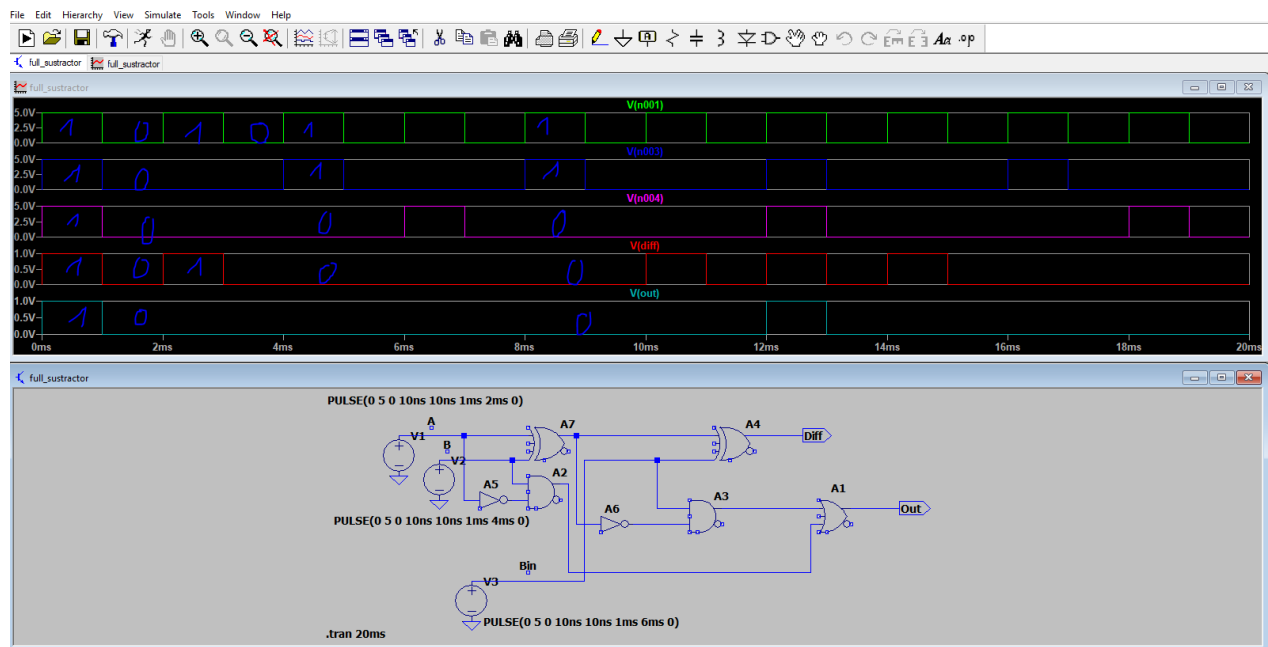 File Edit Hierarchy View Simulate Tools Window Help
Aa .op
full_sustractor full_sustractor
full_sustractor
V(n001)
5.0V
2.5V
0.0V
1 0 1 0 1 1
V(n003)
5.0V
2.5V
0.0V
1 0 1 1
V(n004)
5.0V
2.5V
0.0V
1 0 0 0
V(diff)
1.0V
0.5V
0.0V
1 0 1 0 0
V(out)
1.0V
0.5V
0.0V
1 0 0
0ms 2ms 4ms 6ms 8ms 10ms 12ms 14ms 16ms 18ms 20ms
full_sustractor
PULSE(0 5 0 10ns 10ns 1ms 2ms 0)
A A7 A4
V1 Diff
B
V2 A2
A5 A3 A1
A6 Out
PULSE(0 5 0 10ns 10ns 1ms 4ms 0)
Bin
V3
PULSE(0 5 0 10ns 10ns 1ms 6ms 0)
.tran 20ms